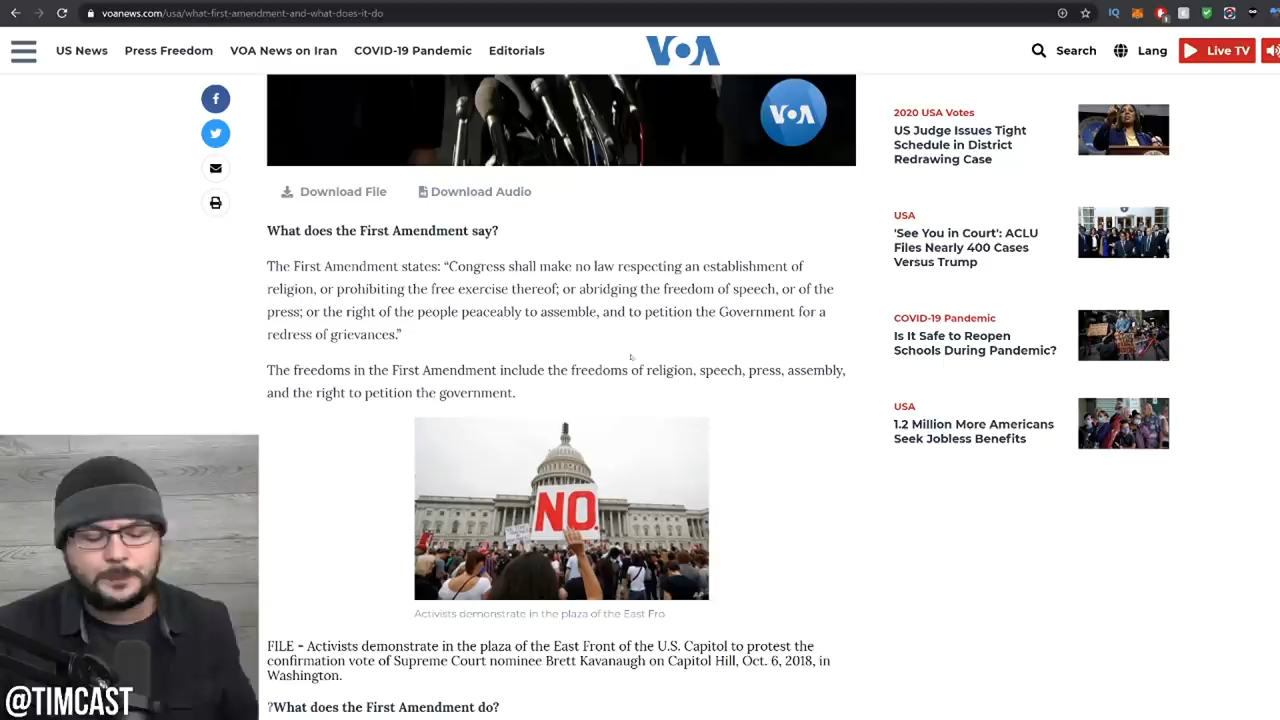 voanews.com/usa/what-first-amendment-and-what-does-it-do
US News Press Freedom VOA News on Iran COVID-19 Pandemic Editorials
VOA
Search Lang Live TV
VOA
Download File Download Audio
What does the First Amendment say?
The First Amendment states: “Congress shall make no law respecting an establishment of
religion, or prohibiting the free exercise thereof; or abridging the freedom of speech, or of the
press; or the right of the people peaceably to assemble, and to petition the Government for a
redress of grievances.”
The freedoms in the First Amendment include the freedoms of religion, speech, press, assembly,
and the right to petition the government.
NO.
Activists demonstrate in the plaza of the East Fro
FILE - Activists demonstrate in the plaza of the East Front of the U.S. Capitol to protest the
confirmation vote of Supreme Court nominee Brett Kavanaugh on Capitol Hill, Oct. 6, 2018, in
Washington.
?What does the First Amendment do?
2020 USA Votes
US Judge Issues Tight
Schedule in District
Redrawing Case
USA
'See You in Court': ACLU
Files Nearly 400 Cases
Versus Trump
COVID-19 Pandemic
Is It Safe to Reopen
Schools During Pandemic?
USA
1.2 Million More Americans
Seek Jobless Benefits
@TIMCAST